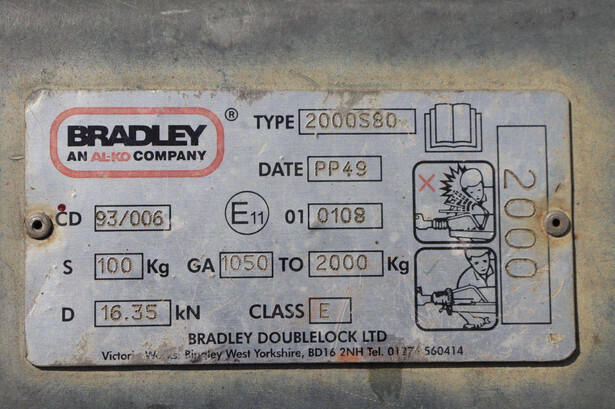 BRADLEY ®
AN AL-KO COMPANY
TYPE 2000S80
DATE PP49
CD 93/006 E11 01 0108
S 100 Kg GA 1050 TO 2000 Kg
D 16.35 kN CLASS E
2000
BRADLEY DOUBLELOCK LTD
Victoria Works, Bingley West Yorkshire, BD16 2NH Tel. 560414